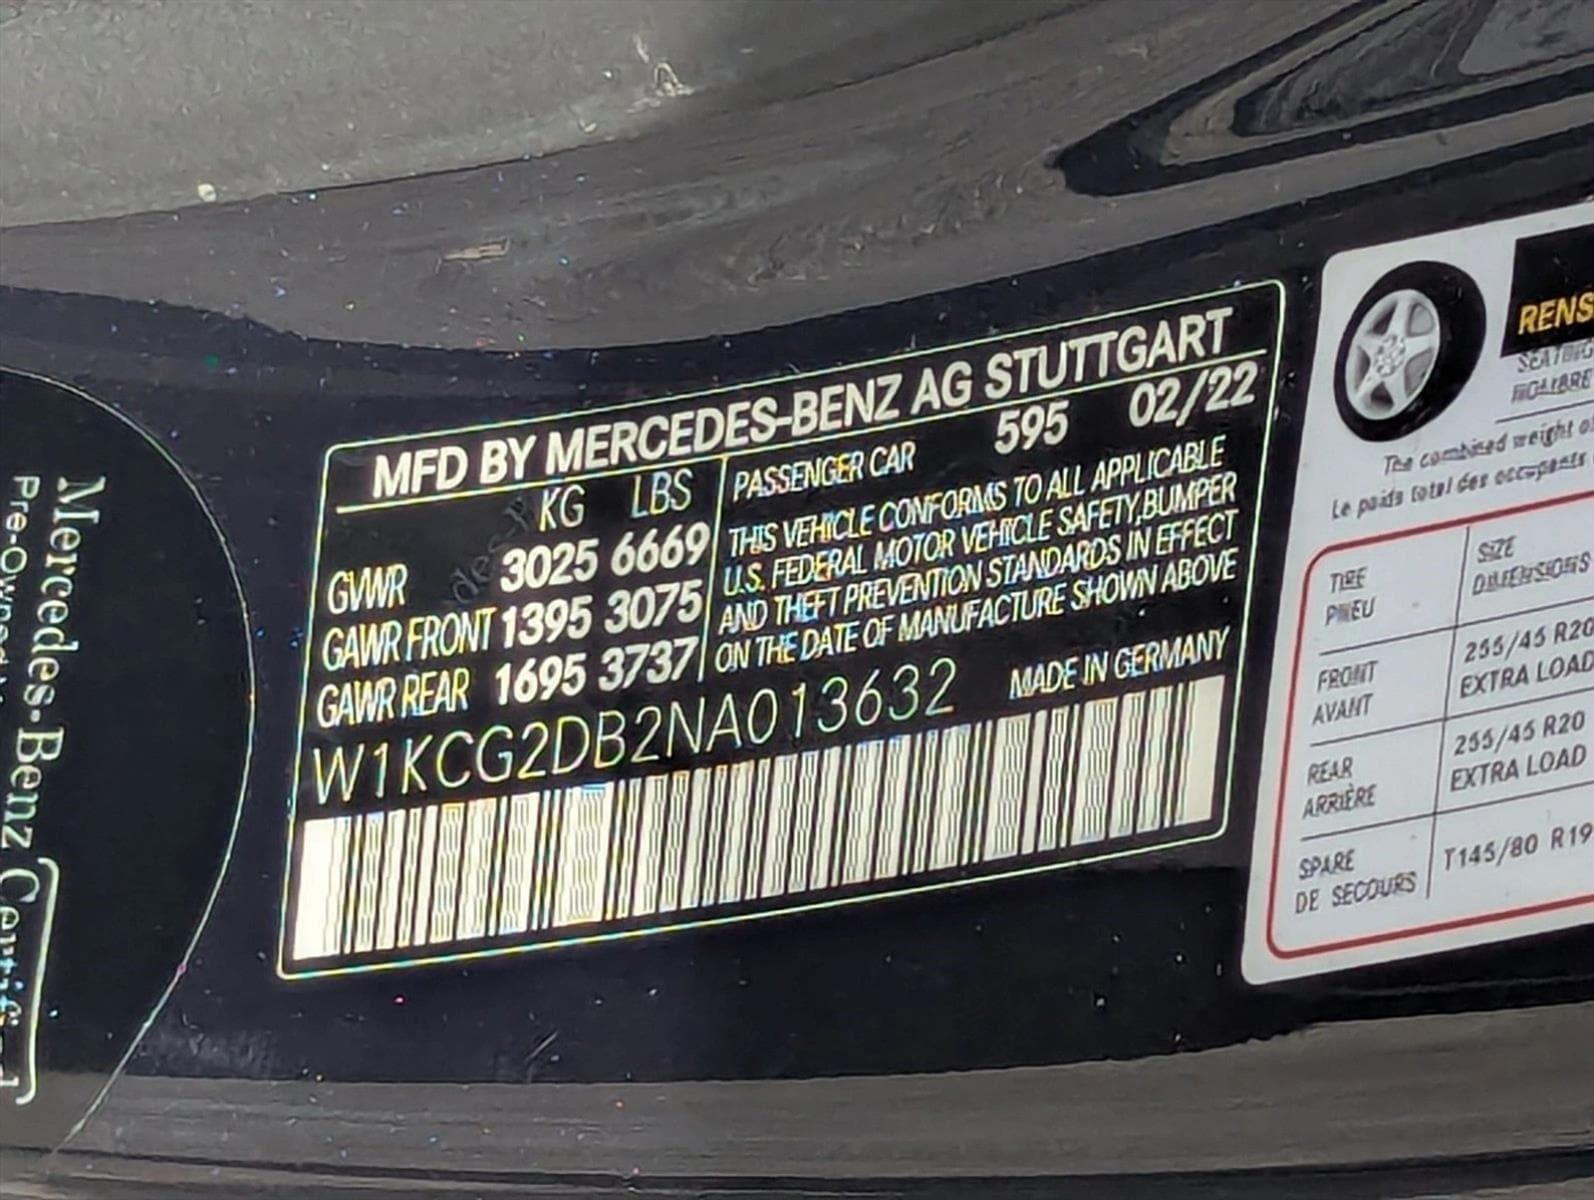 Mercedes-Benz Certified
Pre-Owned
MFD BY MERCEDES-BENZ AG STUTTGART
KG LBS
GVWR 3025 6669
GAWR FRONT 1395 3075
GAWR REAR 1695 3737
PASSENGER CAR 595 02/22
THIS VEHICLE CONFORMS TO ALL APPLICABLE
U.S. FEDERAL MOTOR VEHICLE SAFETY,BUMPER
AND THEFT PREVENTION STANDARDS IN EFFECT
ON THE DATE OF MANUFACTURE SHOWN ABOVE
W1KCG2DB2NA013632 MADE IN GERMANY
RENS
SEATING
NOMBRE
The combined weight of
Le poids total des occupants
TIRE
PNEU
SIZE
DIMENSIONS
FRONT
AVANT
255/45 R20
EXTRA LOAD
REAR
ARRIÈRE
255/45 R20
EXTRA LOAD
SPARE
DE SECOURS
T145/80 R19